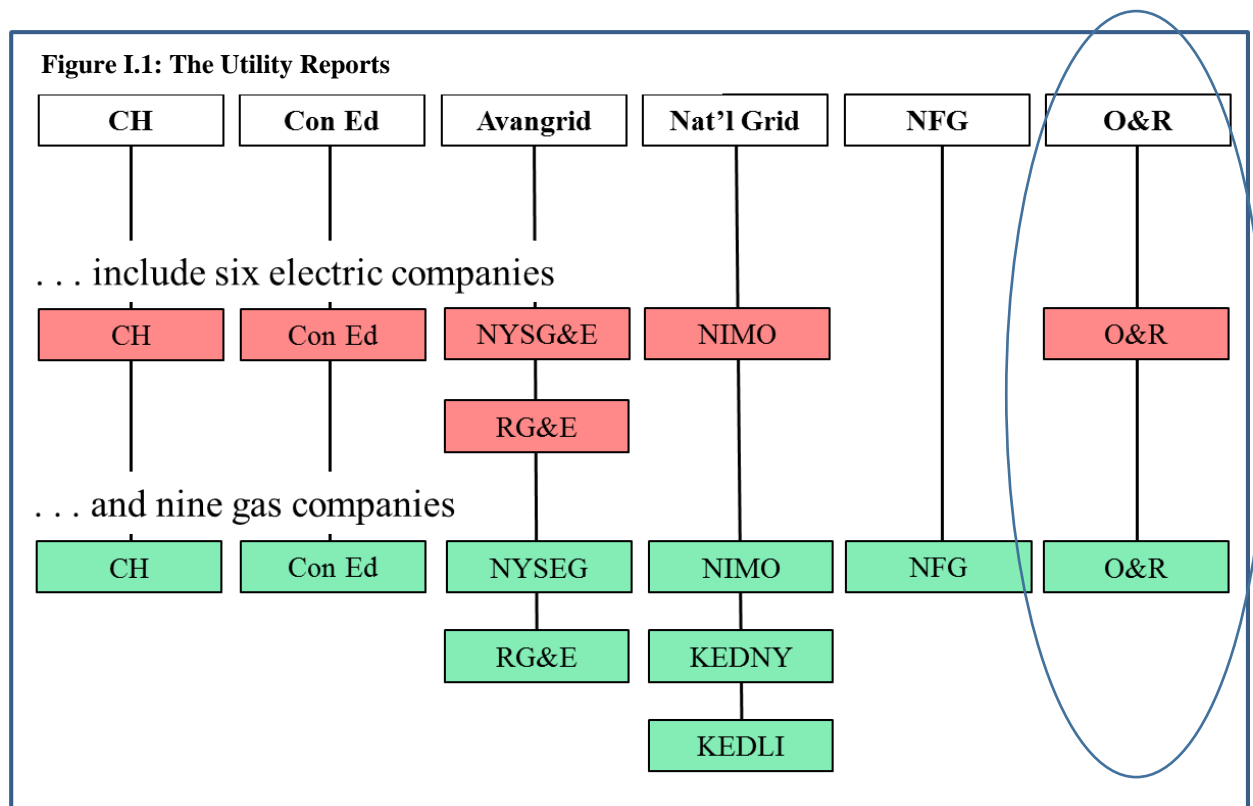 Figure I.1: The Utility Reports
CH Con Ed Avangrid Nat’l Grid NFG O&R
. . . include six electric companies
CH Con Ed NYSG&E NIMO O&R
RG&E
. . . and nine gas companies
CH Con Ed NYSEG NIMO NFG O&R
RG&E KEDNY
KEDLI